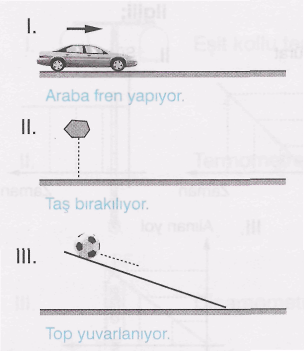 I.
Araba fren yapıyor.
II.
Taş bırakılıyor.
III.
Top yuvarlanıyor.